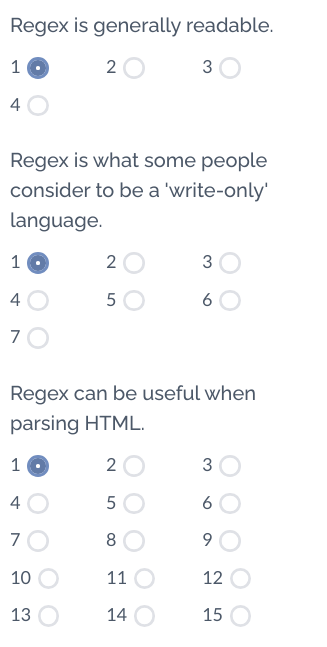 Regex is generally readable.
1 2 3
4
Regex is what some people
consider to be a 'write-only'
language.
1 2 3
4 5 6
7
Regex can be useful when
parsing HTML.
1 2 3
4 5 6
7 8 9
10 11 12
13 14 15